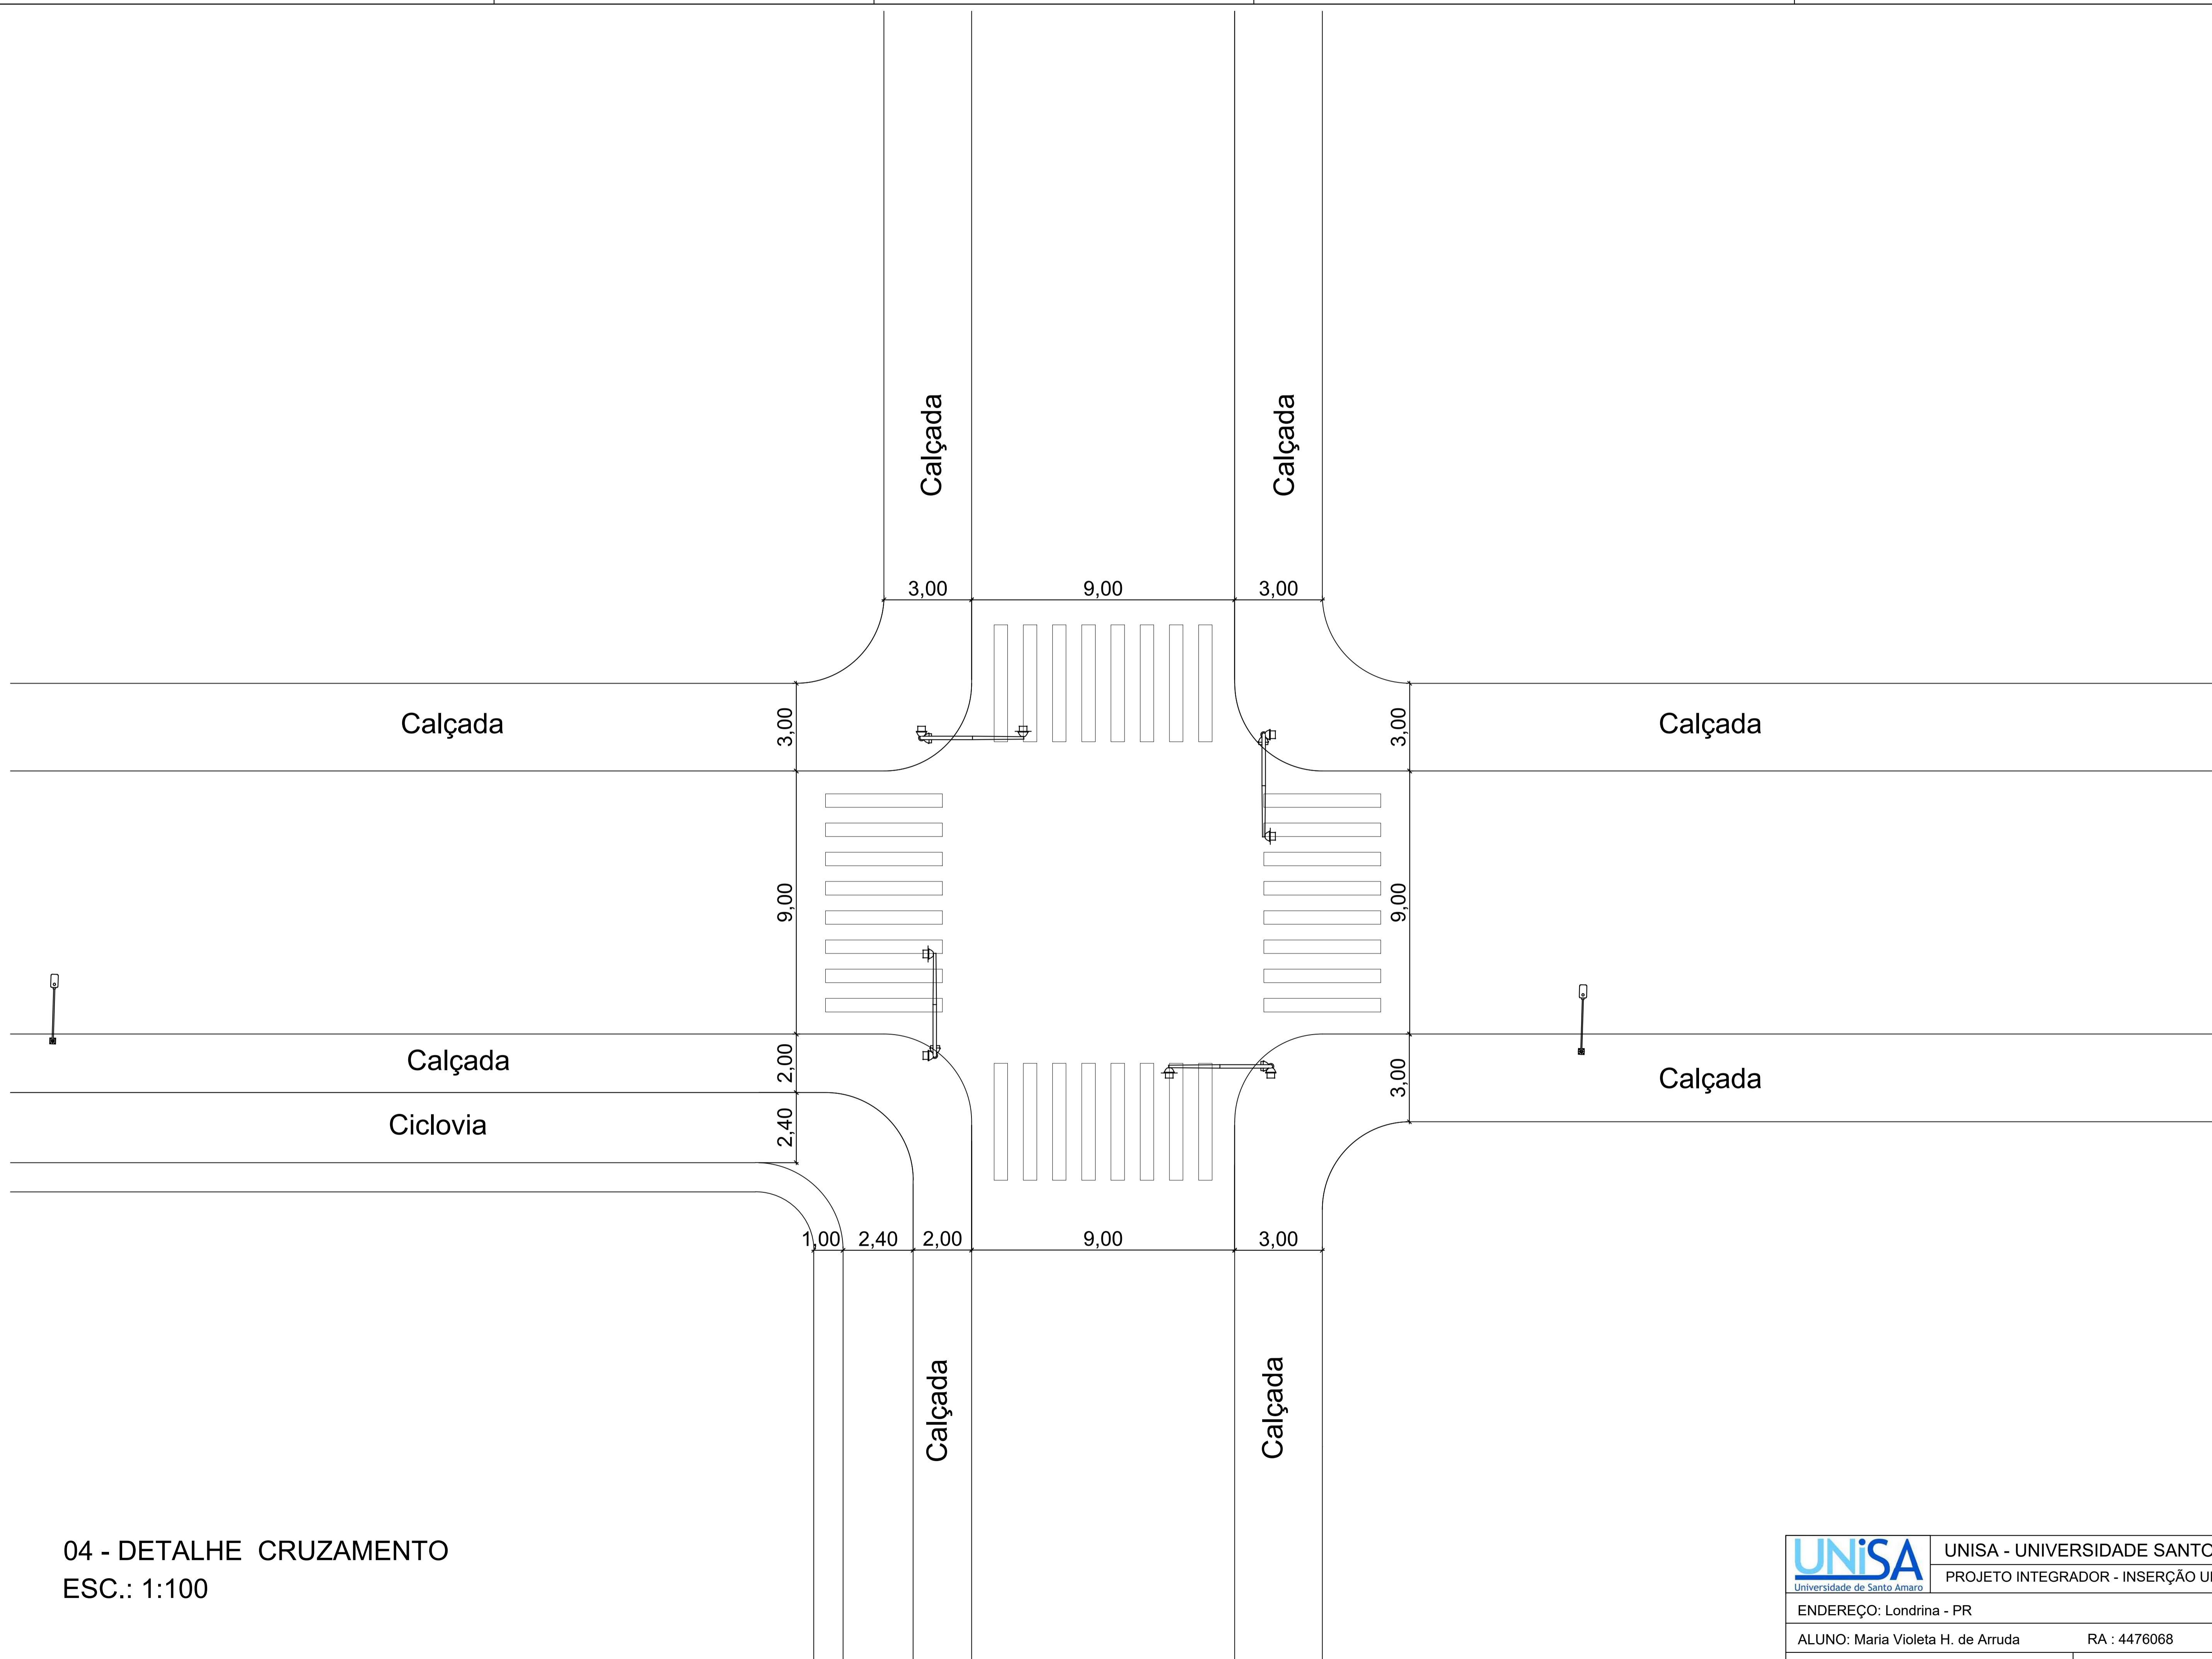 Calçada
Calçada
3,00
9,00
3,00
Calçada
3,00
3,00
Calçada
9,00
9,00
Calçada
2,00
3,00
Calçada
Ciclovia
2,40
1,00
2,40
2,00
9,00
3,00
Calçada
Calçada
04 - DETALHE CRUZAMENTO
ESC.: 1:100
UNiSA
Universidade de Santo Amaro
UNISA - UNIVERSIDADE SANTO
PROJETO INTEGRADOR - INSERÇÃO
ENDEREÇO: Londrina - PR
ALUNO: Maria Violeta H. de Arruda RA : 4476068